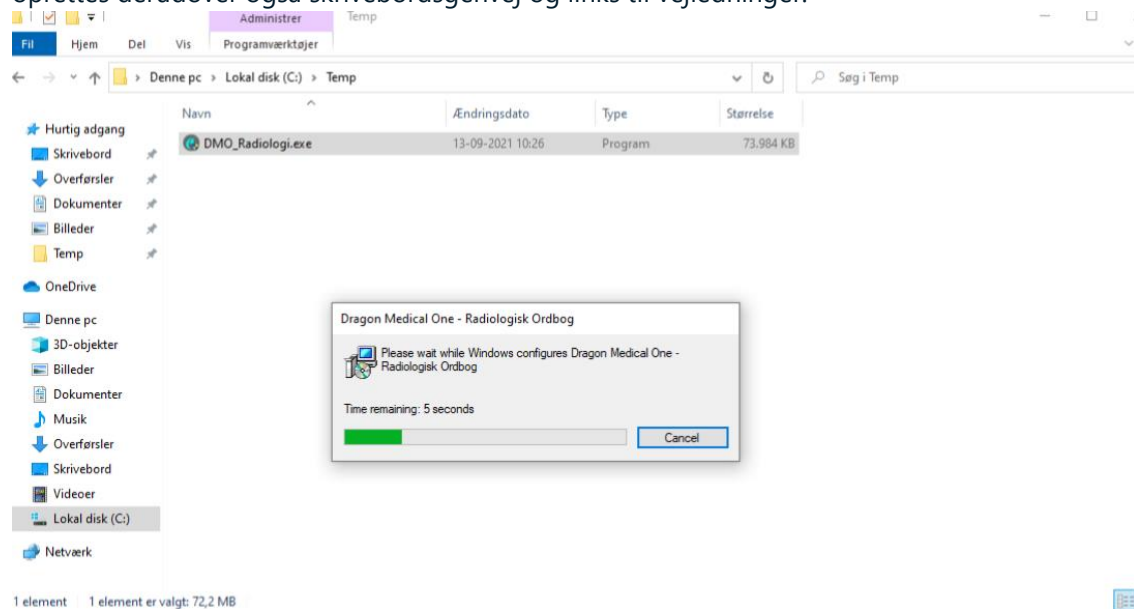 oprettes derudover også skrivebordsgenvej og links til vejledninger.
Administrer Temp
Fil Hjem Del Vis Programværktøjer
Denne pc › Lokal disk (C:) › Temp
Søg i Temp
Navn Ændringsdato Type Størrelse
DMO_Radiologi.exe 13-09-2021 10:26 Program 73.984 KB
Hurtig adgang
Skrivebord
Overførsler
Dokumenter
Billeder
Temp
OneDrive
Denne pc
3D-objekter
Billeder
Dokumenter
Musik
Overførsler
Skrivebord
Videoer
Lokal disk (C:)
Netværk
Dragon Medical One - Radiologisk Ordbog
Please wait while Windows configures Dragon Medical One -
Radiologisk Ordbog
Time remaining: 5 seconds
Cancel
1 element 1 element er valgt: 72,2 MB